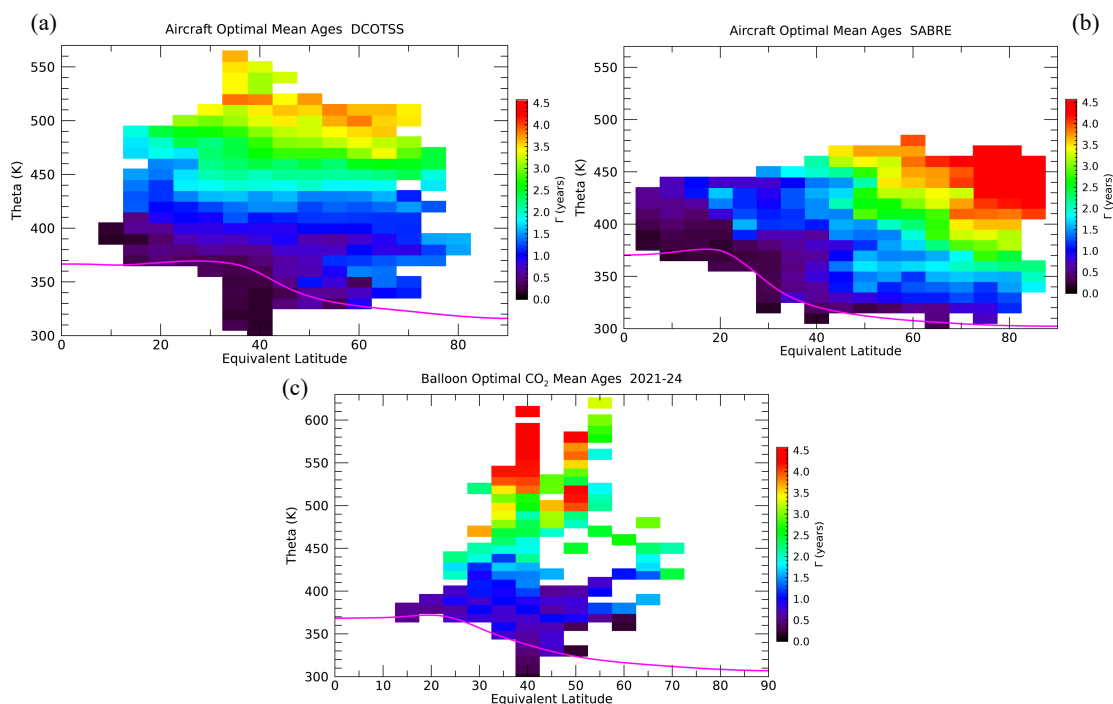 (a)
Aircraft Optimal Mean Ages DCOTSS
550
500
450
400
350
300
Theta (K)
0 20 40 60 80
Equivalent Latitude
4.5
4.0
3.5
3.0
2.5
2.0
1.5
1.0
0.5
0.0
Γ (years)
(b)
Aircraft Optimal Mean Ages SABRE
550
500
450
400
350
300
Theta (K)
0 20 40 60 80
Equivalent Latitude
4.5
4.0
3.5
3.0
2.5
2.0
1.5
1.0
0.5
0.0
Γ (years)
(c)
Balloon Optimal CO₂ Mean Ages 2021-24
600
550
500
450
400
350
300
Theta (K)
0 10 20 30 40 50 60 70 80 90
Equivalent Latitude
4.5
4.0
3.5
3.0
2.5
2.0
1.5
1.0
0.5
0.0
Γ (years)